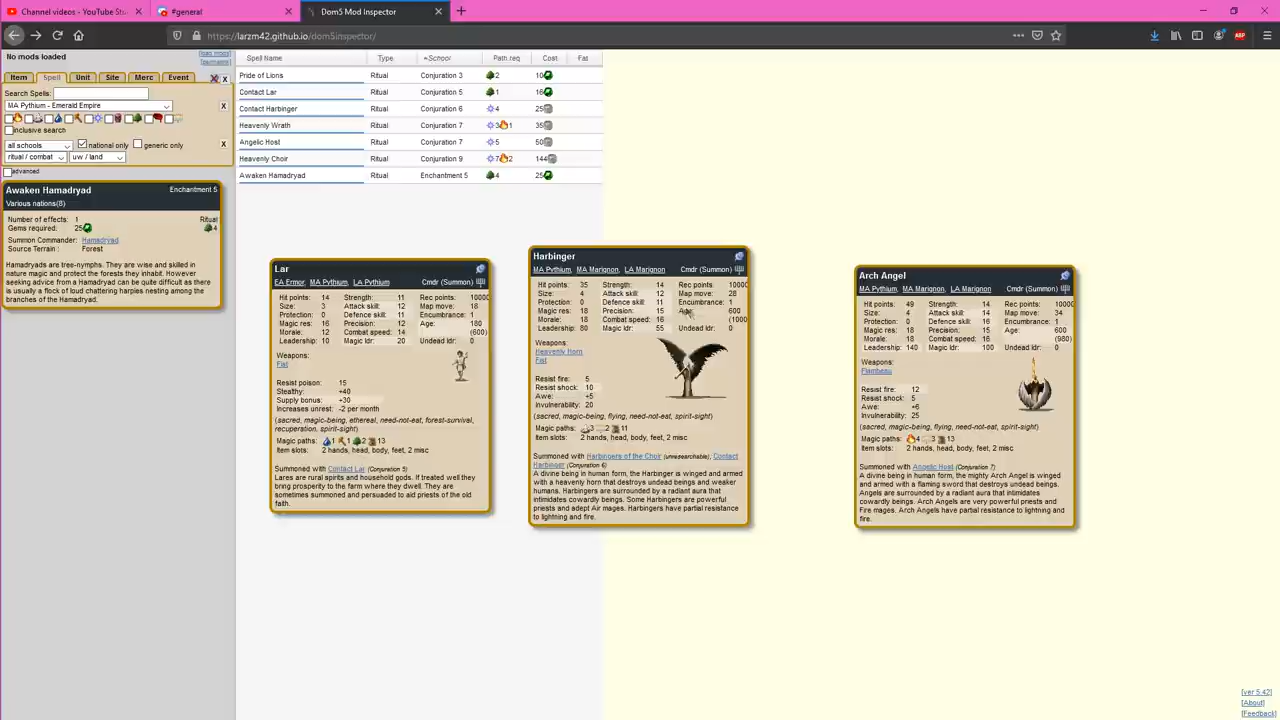 Channel videos - YouTube Stu
#general
Dom5 Mod Inspector
https://larzm42.github.io/dom5inspector/
No mods loaded
Item
Spell
Unit
Site
Merc
Event
x
Search Spells:
MA Pythium - Emerald Empire
x
inclusive search
all schools
national only
generic only
x
ritual / combat
uw / land
advanced
Spell Name Type School Path req Cost Fat
Pride of Lions Ritual Conjuration 3 2 10
Contact Lar Ritual Conjuration 5 1 16
Contact Harbinger Ritual Conjuration 6 4 25
Heavenly Wrath Ritual Conjuration 7 3 1 35
Angelic Host Ritual Conjuration 7 5 50
Heavenly Choir Ritual Conjuration 9 7 2 144
Awaken Hamadryad Ritual Enchantment 5 4 25
Awaken Hamadryad Enchantment 5
Various nations(8)
Number of effects: 1 Ritual
Gems required: 25 4
Summon Commander: Hamadryad
Source Terrain : Forest
Hamadryads are tree-nymphs. They are wise and skilled in
nature magic and protect the forests they inhabit. However
seeking advice from a Hamadryad can be quite difficult as there
is usually a flock of loud chattering harpies nesting among the
branches of the Hamadryad.
Lar
EA Ermor, MA Pythium, LA Pythium Cmdr (Summon)
Hit points: 14 Strength: 11 Rec points: 10000
Size: 3 Attack skill: 12 Map move: 18
Protection: 0 Defence skill: 11 Encumbrance: 1
Magic res: 17 Precision: 12 Age: 180
Morale: 12 Combat speed: 14 (600)
Leadership: 10 Magic ldr: 20 Undead ldr: 0
Weapons:
Fist
Resist poison: 15
Stealthy: +40
Supply bonus: +30
Increases unrest: -2 per month
(sacred, magic-being, ethereal, need-not-eat, forest-survival,
recuperation, spirit-sight)
Magic paths: 1 1 2 13
Item slots: 2 hands, head, body, feet, 2 misc
Summoned with Contact Lar (Conjuration 5)
Lares are rural spirits and household gods. If treated well they
bring prosperity to the farm where they dwell. They are
sometimes summoned and persuaded to aid priests of the old
faith.
Harbinger
MA Pythium, MA Marignon, LA Marignon Cmdr (Summon)
Hit points: 35 Strength: 14 Rec points: 10000
Size: 4 Attack skill: 12 Map move: 28
Protection: 0 Defence skill: 11 Encumbrance: 1
Magic res: 18 Precision: 15 Age: 600
Morale: 18 Combat speed: 16 (1000
Leadership: 80 Magic ldr: 55 Undead ldr: 0
Weapons:
Heavenly Horn
Fist
Resist fire: 5
Resist shock: 10
Awe: +5
Invulnerability: 20
(sacred, magic-being, flying, need-not-eat, spirit-sight)
Magic paths: 3 2 11
Item slots: 2 hands, head, body, feet, 2 misc
Summoned with Harbingers of the Choir (unresearchable); Contact
Harbinger (Conjuration 6)
A divine being in human form, the Harbinger is winged and armed
with a heavenly horn that destroys undead beings and weaker
humans. Harbingers are surrounded by a radiant aura that
intimidates cowardly beings. Some Harbingers are powerful
priests and adept Air mages. Harbingers have partial resistance
to lightning and fire.
Arch Angel
MA Pythium, MA Marignon, LA Marignon Cmdr (Summon)
Hit points: 49 Strength: 14 Rec points: 10000
Size: 4 Attack skill: 14 Map move: 34
Protection: 0 Defence skill: 16 Encumbrance: 1
Magic res: 18 Precision: 15 Age: 600
Morale: 18 Combat speed: 16 (980)
Leadership: 140 Magic ldr: 100 Undead ldr: 0
Weapons:
Flambeau
Resist fire: 12
Resist shock: 5
Awe: +6
Invulnerability: 25
(sacred, magic-being, flying, need-not-eat, spirit-sight)
Magic paths: 4 3 13
Item slots: 2 hands, head, body, feet, 2 misc
Summoned with Angelic Host (Conjuration 7)
A divine being in human form, the mighty Arch Angel is winged
and armed with a flaming sword that destroys undead beings.
Angels are surrounded by a radiant aura that intimidates
cowardly beings. Arch Angels are very powerful priests and
Fire mages. Arch Angels have partial resistance to lightning and
fire.
[ver 5.42]
[About]
[Feedback]